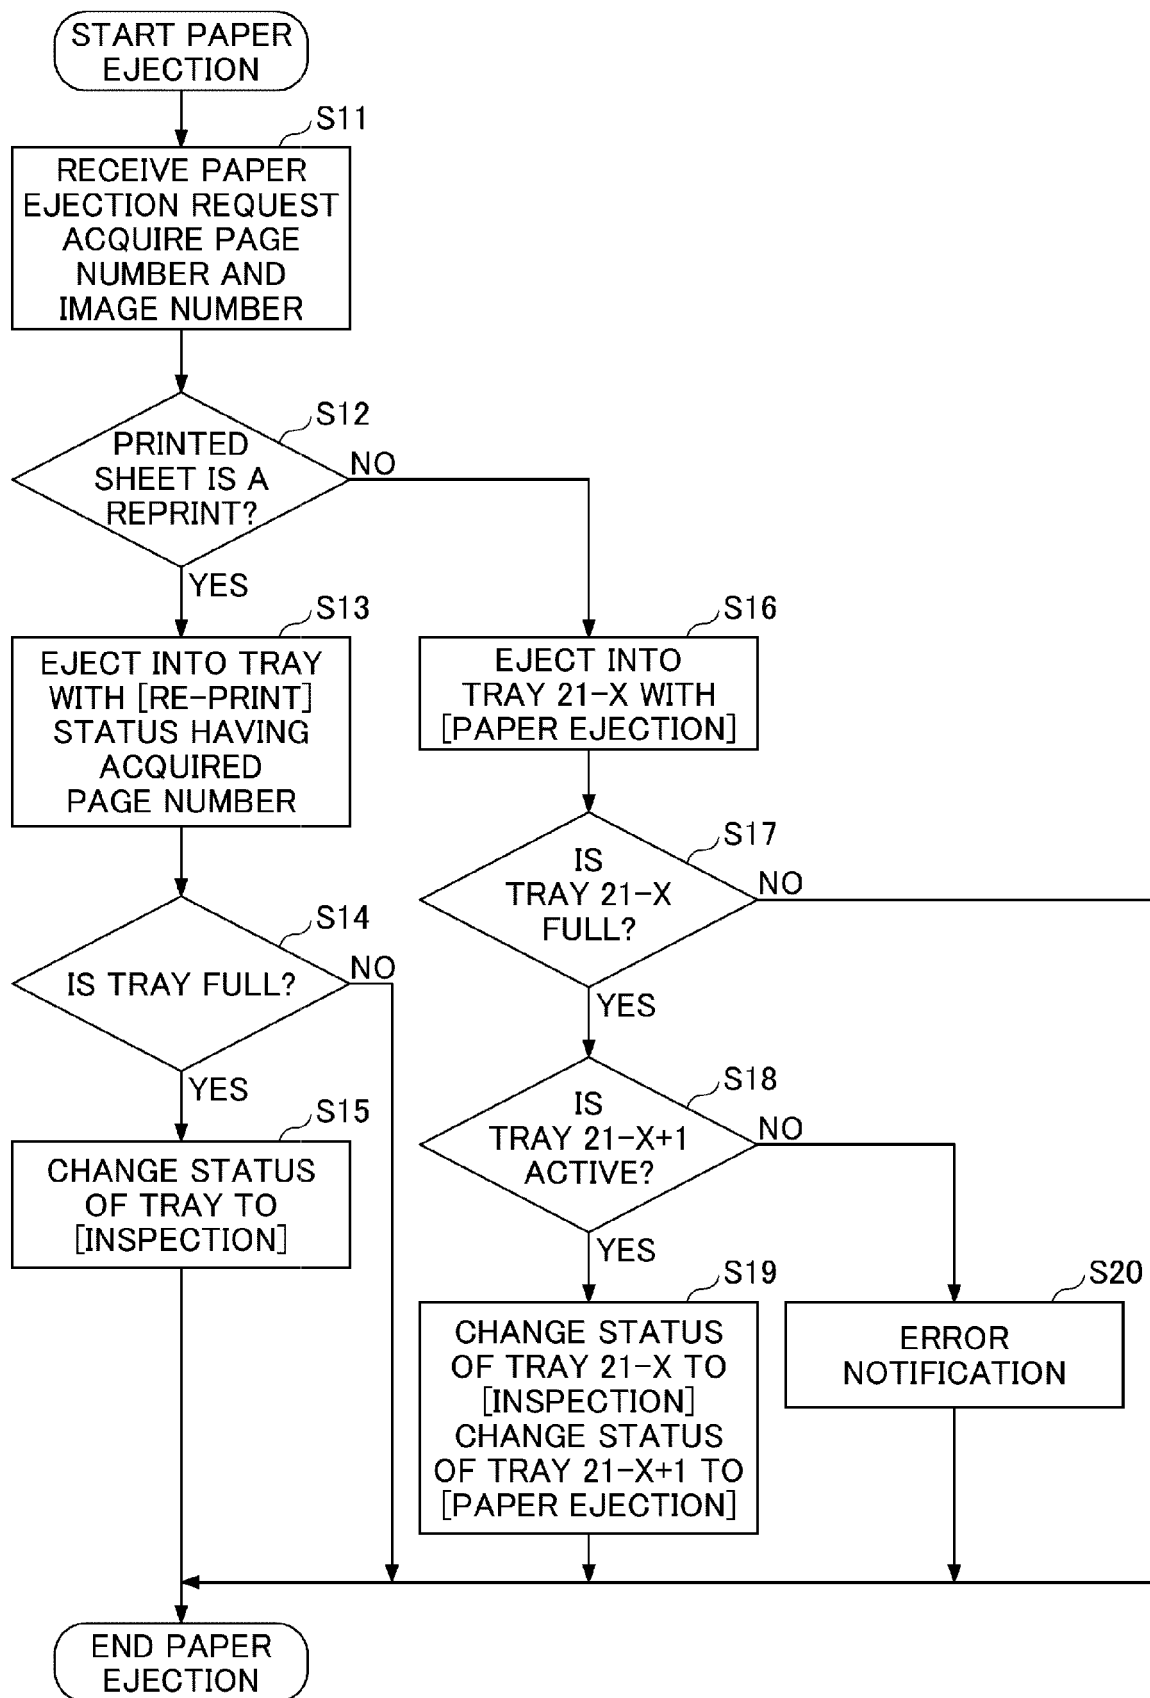 START PAPER
EJECTION
S11
RECEIVE PAPER
EJECTION REQUEST
ACQUIRE PAGE
NUMBER AND
IMAGE NUMBER
S12
PRINTED
SHEET IS A
REPRINT?
NO
YES
S13
EJECT INTO TRAY
WITH [RE-PRINT]
STATUS HAVING
ACQUIRED
PAGE NUMBER
S14
IS TRAY FULL?
NO
YES
S15
CHANGE STATUS
OF TRAY TO
[INSPECTION]
S16
EJECT INTO
TRAY 21-X WITH
[PAPER EJECTION]
S17
IS
TRAY 21-X
FULL?
NO
YES
S18
IS
TRAY 21-X+1
ACTIVE?
NO
YES
S19
CHANGE STATUS
OF TRAY 21-X TO
[INSPECTION]
CHANGE STATUS
OF TRAY 21-X+1 TO
[PAPER EJECTION]
S20
ERROR
NOTIFICATION
END PAPER
EJECTION